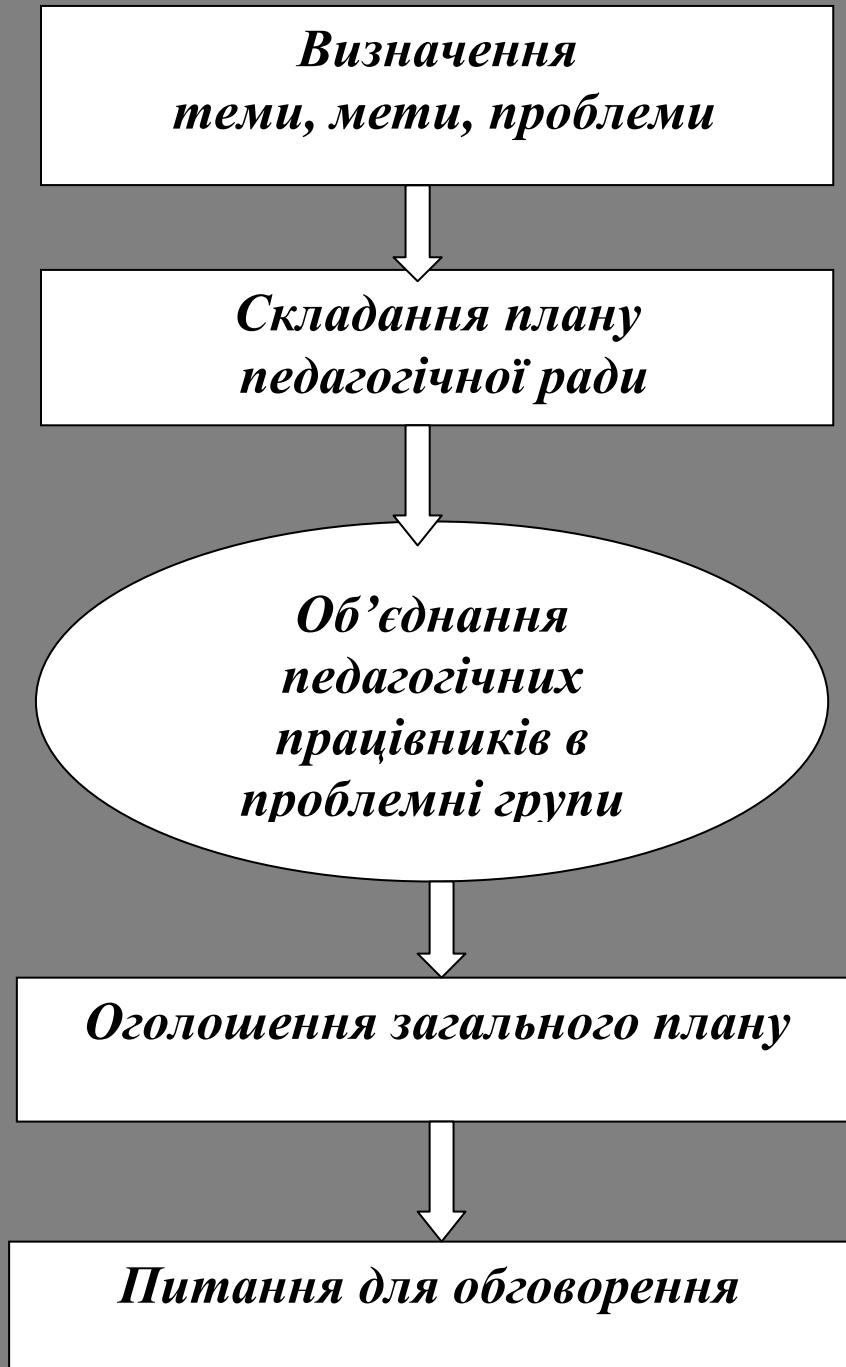 Визначення
теми, мети, проблеми
Складання плану
педагогічної ради
Об’єднання
педагогічних
працівників в
проблемні групи
Оголошення загального плану
Питання для обговорення